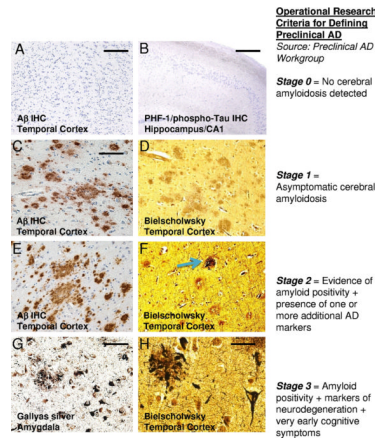 Operational Research
Criteria for Defining
Preclinical AD
Source: Preclinical AD
Workgroup
A
Aβ IHC
Temporal Cortex
B
PHF-1/phospho-Tau IHC
Hippocampus/CA1
Stage 0 = No cerebral
amyloidosis detected
C
Aβ IHC
Temporal Cortex
D
Bielscholwsky
Temporal Cortex
Stage 1 =
Asymptomatic cerebral
amyloidosis
E
Aβ IHC
Temporal Cortex
F
Bielscholwsky
Temporal Cortex
Stage 2 = Evidence of
amyloid positivity +
presence of one or
more additional AD
markers
G
Gallyas silver
Amygdala
H
Bielscholwsky
Temporal Cortex
Stage 3 = Amyloid
positivity + markers of
neurodegeneration +
very early cognitive
symptoms